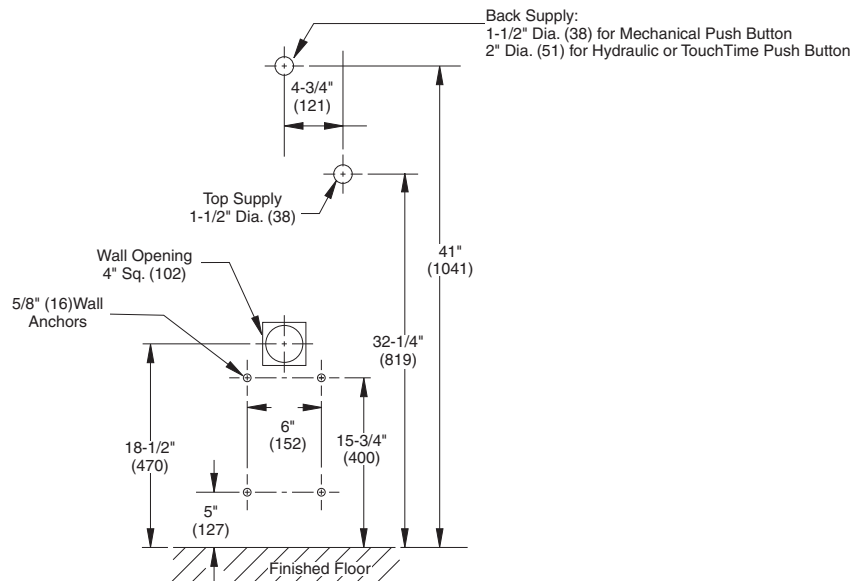 Back Supply:
1-1/2" Dia. (38) for Mechanical Push Button
2" Dia. (51) for Hydraulic or TouchTime Push Button
4-3/4"
(121)
Top Supply
1-1/2" Dia. (38)
41"
(1041)
Wall Opening
4" Sq. (102)
5/8" (16)Wall
Anchors
32-1/4"
(819)
18-1/2"
(470)
6"
(152)
15-3/4"
(400)
5"
(127)
Finished Floor